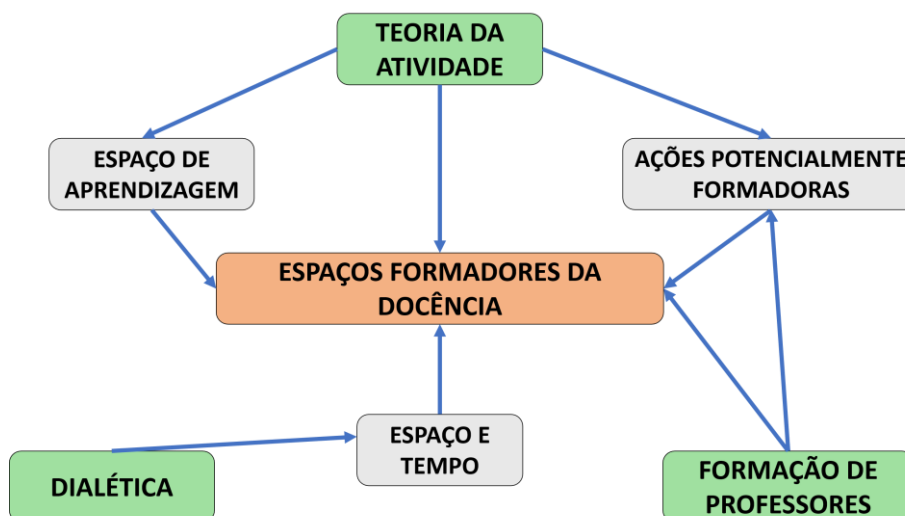 TEORIA DA
ATIVIDADE
ESPAÇO DE
APRENDIZAGEM
AÇÕES POTENCIALMENTE
FORMADORAS
ESPAÇOS FORMADORES DA
DOCÊNCIA
ESPAÇO E
TEMPO
DIALÉTICA
FORMAÇÃO DE
PROFESSORES